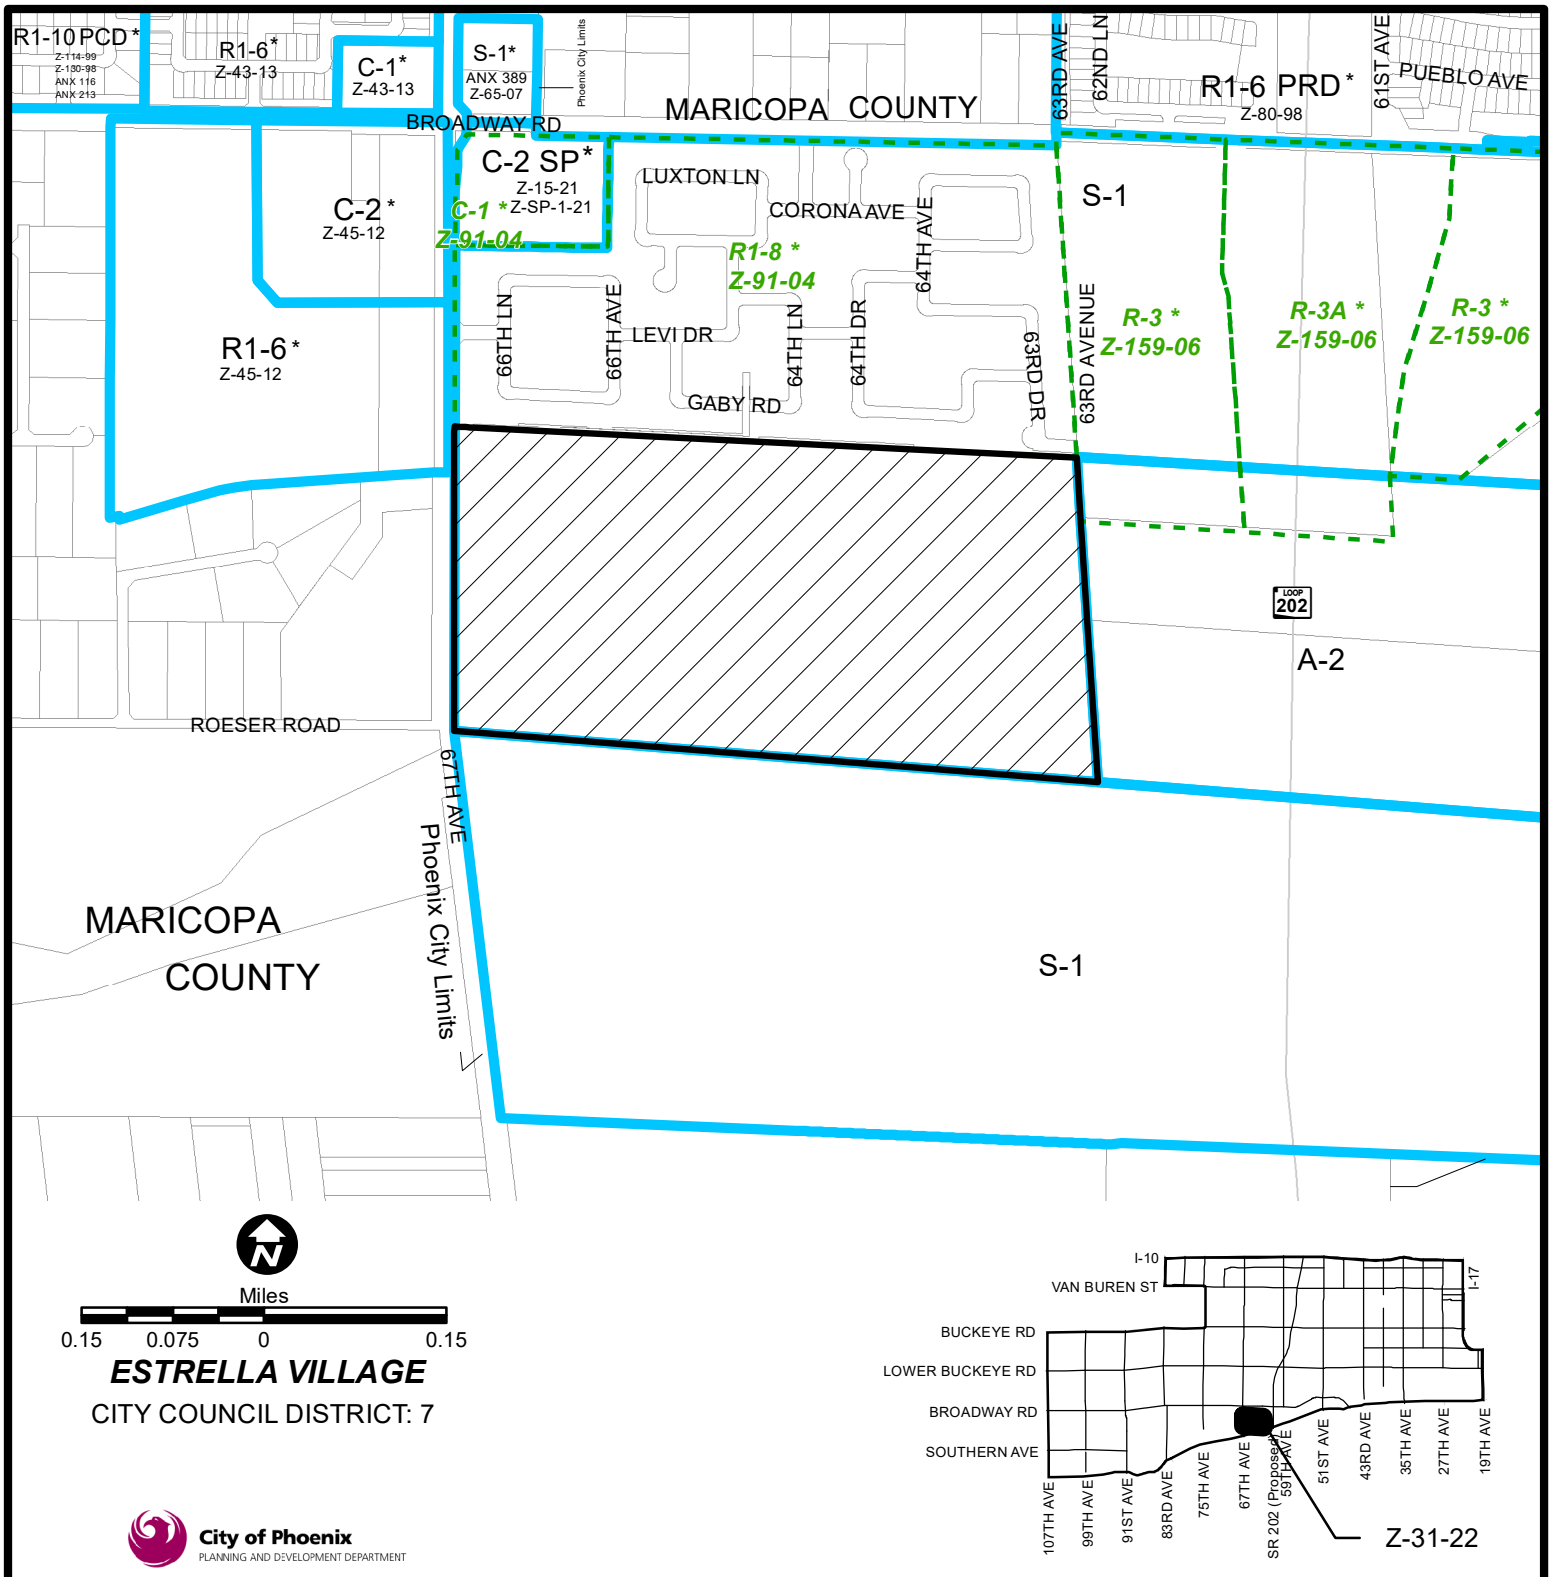 R1-10 PCD *
Z-114-99
Z-130-98
ANX 116
ANX 213
R1-6*
Z-43-13
C-1*
Z-43-13
S-1*
ANX 389
Z-65-07
Phoenix City Limits
MARICOPA COUNTY
63RD AVE
62ND LN
R1-6 PRD *
Z-80-98
61ST AVE
PUEBLO AVE
BROADWAY RD
C-2 SP *
Z-15-21
Z-SP-1-21
C-1 *
Z-91-04
C-2 *
Z-45-12
R1-6 *
Z-45-12
LUXTON LN
CORONA AVE
64TH AVE
R1-8 *
Z-91-04
66TH LN
66TH AVE
LEVI DR
64TH LN
64TH DR
GABY RD
63RD DR
63RD AVENUE
S-1
R-3 *
Z-159-06
R-3A *
Z-159-06
R-3 *
Z-159-06
LOOP
202
A-2
ROESER ROAD
67TH AVE
Phoenix City Limits
MARICOPA
COUNTY
S-1
N
Miles
0.15 0.075 0 0.15
ESTRELLA VILLAGE
CITY COUNCIL DISTRICT: 7
City of Phoenix
PLANNING AND DEVELOPMENT DEPARTMENT
I-10
VAN BUREN ST
I-17
BUCKEYE RD
LOWER BUCKEYE RD
BROADWAY RD
SOUTHERN AVE
107TH AVE
99TH AVE
91ST AVE
83RD AVE
75TH AVE
67TH AVE
SR 202 (Proposed)
59TH AVE
51ST AVE
43RD AVE
35TH AVE
27TH AVE
19TH AVE
Z-31-22